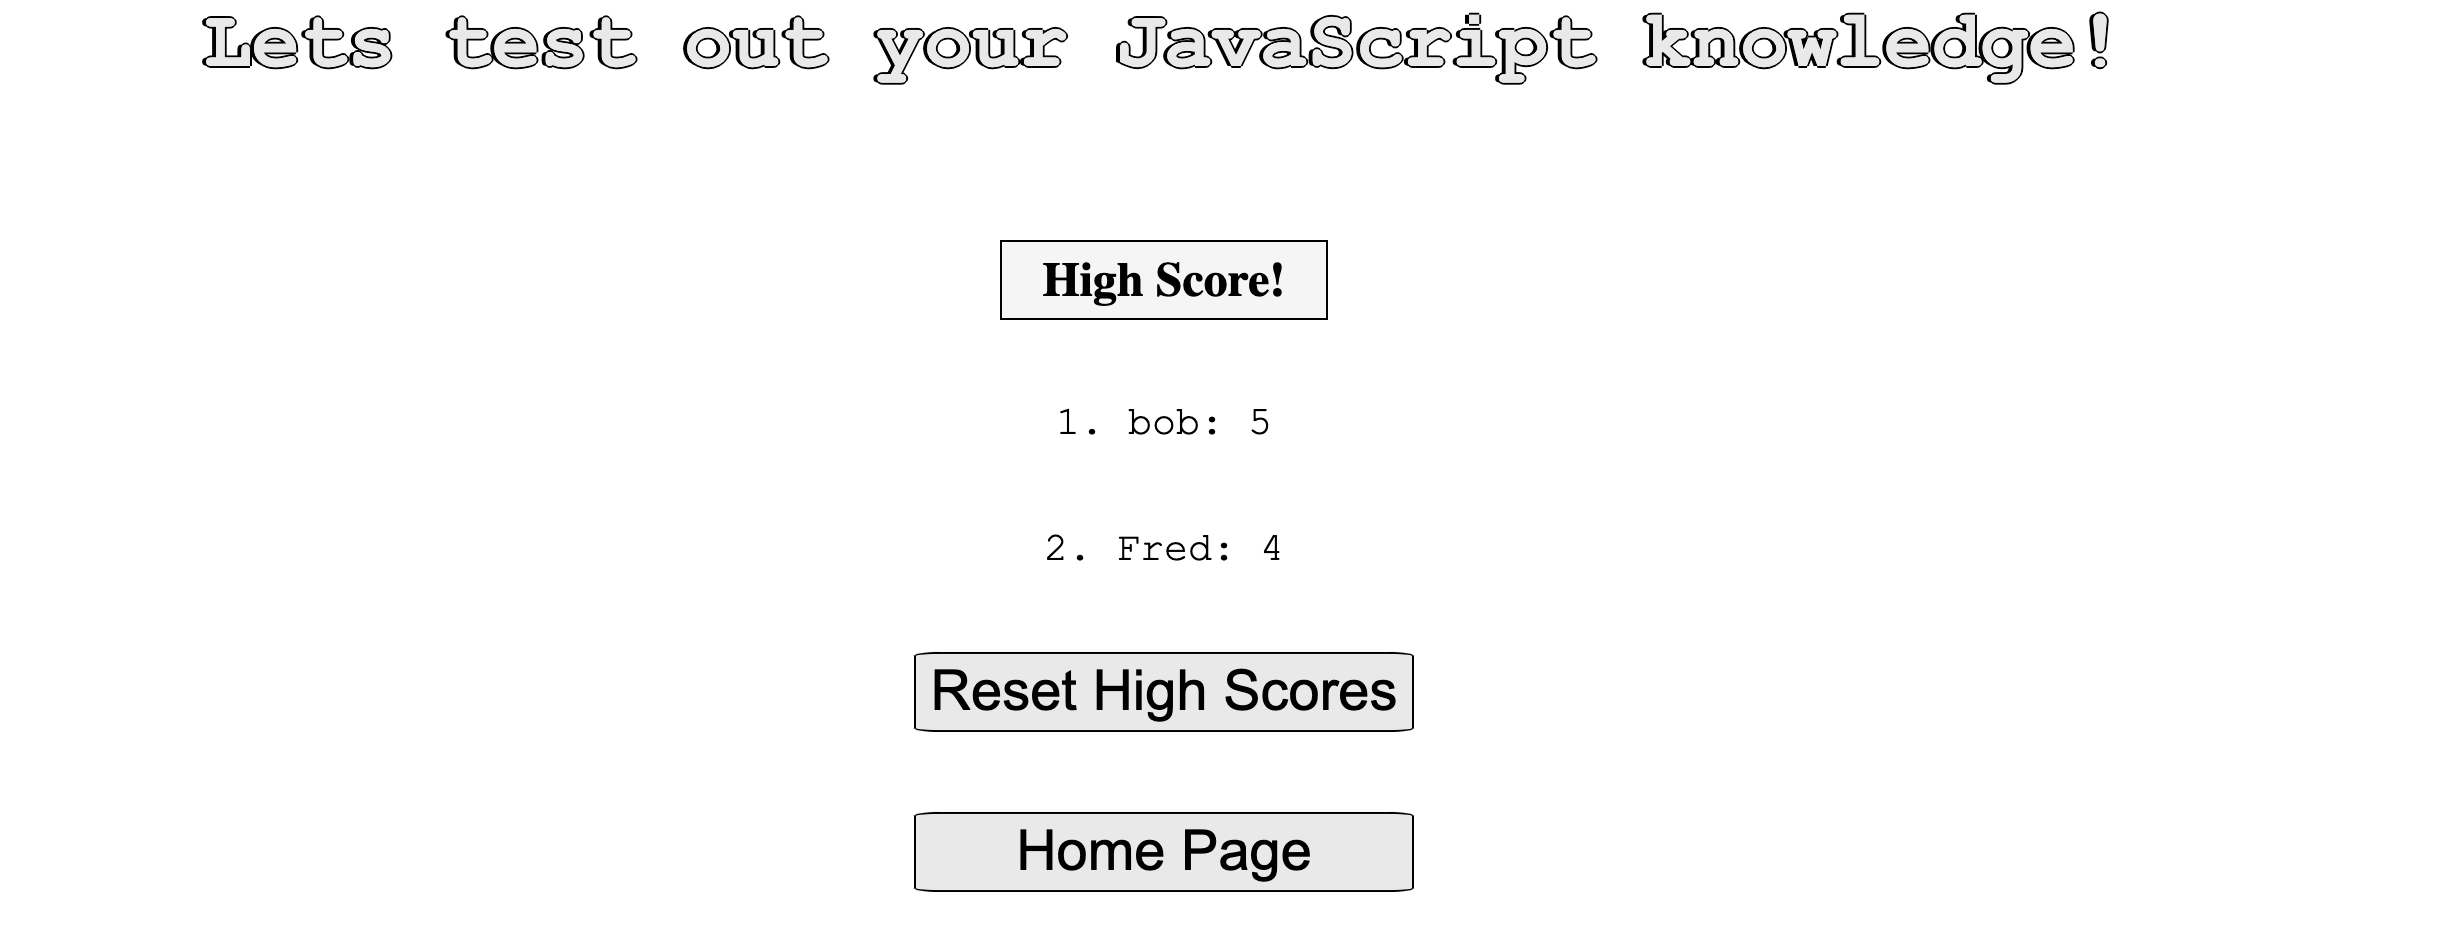 Lets test out your JavaScript knowledge!
High Score!
1. bob: 5
2. Fred: 4
Reset High Scores
Home Page